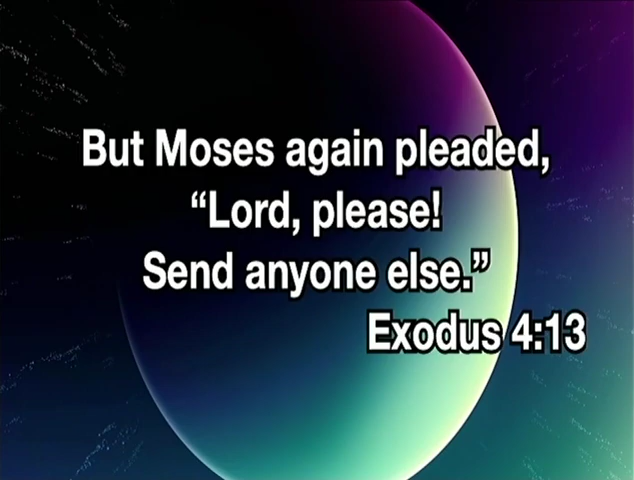 But Moses again pleaded,
“Lord, please!
Send anyone else.”
Exodus 4:13